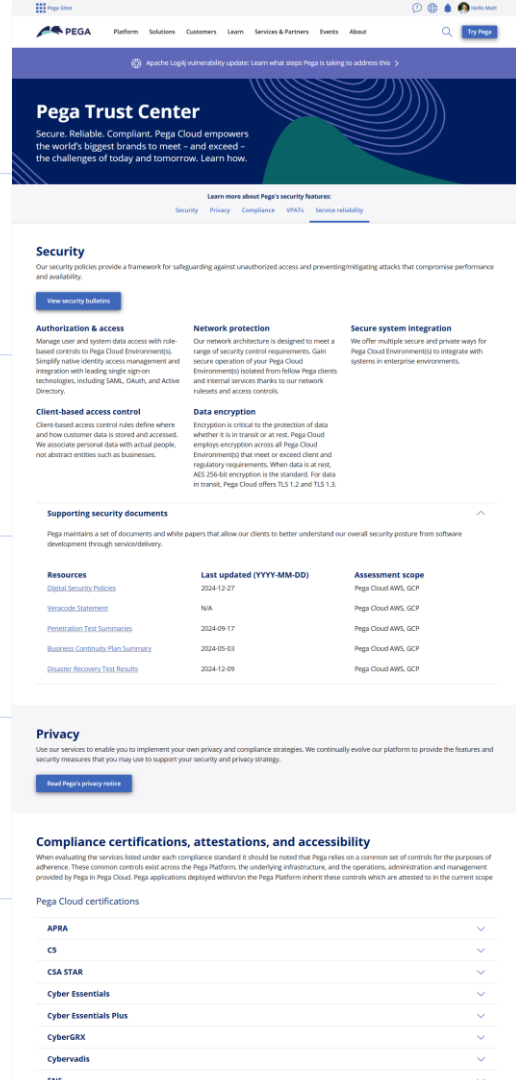 Pega Sites
Hello Matt
PEGA
Platform Solutions Customers Learn Services & Partners Events About
Try Pega
Apache Log4j vulnerability update: Learn what steps Pega is taking to address this
Pega Trust Center
Secure. Reliable. Compliant. Pega Cloud empowers
the world's biggest brands to meet – and exceed –
the challenges of today and tomorrow. Learn how.
Learn more about Pega's security features:
Security Privacy Compliance VPATs Service reliability
Security
Our security policies provide a framework for safeguarding against unauthorized access and preventing/mitigating attacks that compromise performance
and availability.
View security bulletins
Authorization & access
Manage user and system data access with role-
based controls to Pega Cloud Environment(s).
Simplify native identity access management and
integration with leading single sign-on
technologies, including SAML, OAuth, and Active
Directory.
Network protection
Our network architecture is designed to meet a
range of security control requirements. Gain
secure operation of your Pega Cloud
Environment(s) isolated from fellow Pega clients
and internal services thanks to our network
rulesets and access controls.
Secure system integration
We offer multiple secure and private ways for
Pega Cloud Environment(s) to integrate with
systems in enterprise environments.
Client-based access control
Client-based access control rules define where
and how customer data is stored and accessed.
We associate personal data with actual people,
not abstract entities such as businesses.
Data encryption
Encryption is critical to the protection of data
whether it is in transit or at rest. Pega Cloud
employs encryption across all Pega Cloud
Environment(s) that meet or exceed client and
regulatory requirements. When data is at rest,
AES 256-bit encryption is the standard. For data
in transit, Pega Cloud offers TLS 1.2 and TLS 1.3.
Supporting security documents
Pega maintains a set of documents and white papers that allow our clients to better understand our overall security posture from software
development through service/delivery.
Resources Last updated (YYYY-MM-DD) Assessment scope
Digital Security Policies 2024-12-27 Pega Cloud AWS, GCP
Veracode Statement N/A Pega Cloud AWS, GCP
Penetration Test Summaries 2024-09-17 Pega Cloud AWS, GCP
Business Continuity Plan Summary 2024-05-03 Pega Cloud AWS, GCP
Disaster Recovery Test Results 2024-12-09 Pega Cloud AWS, GCP
Privacy
Use our services to enable you to implement your own privacy and compliance strategies. We continually evolve our platform to provide the features and
security measures that you may use to support your security and privacy strategy.
Read Pega's privacy notice
Compliance certifications, attestations, and accessibility
When evaluating the services listed under each compliance standard it should be noted that Pega relies on a common set of controls for the purposes of
adherence. These common controls exist across the Pega Platform, the underlying infrastructure, and the operations, administration and management
provided by Pega in Pega Cloud. Pega applications deployed within/on the Pega Platform inherit these controls which are attested to in the current scope
Pega Cloud certifications
APRA
C5
CSA STAR
Cyber Essentials
Cyber Essentials Plus
CyberGRX
Cybervadis
ENS